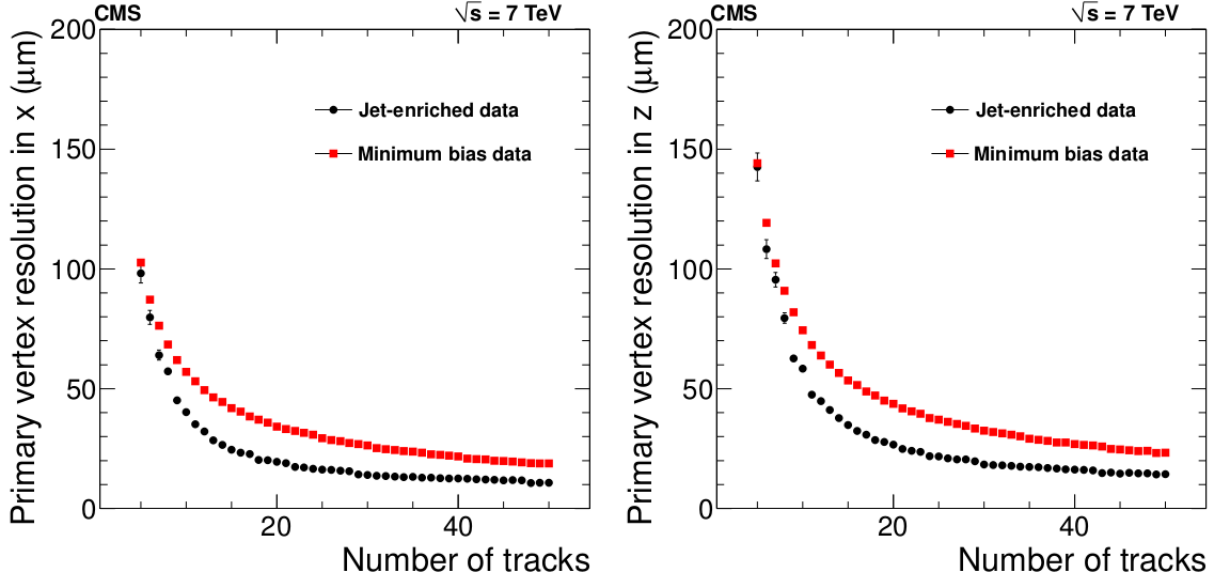 CMS
√s = 7 TeV
Primary vertex resolution in x (μm)
200
150
100
50
0
Jet-enriched data
Minimum bias data
20
40
Number of tracks
CMS
√s = 7 TeV
Primary vertex resolution in z (μm)
200
150
100
50
0
Jet-enriched data
Minimum bias data
20
40
Number of tracks